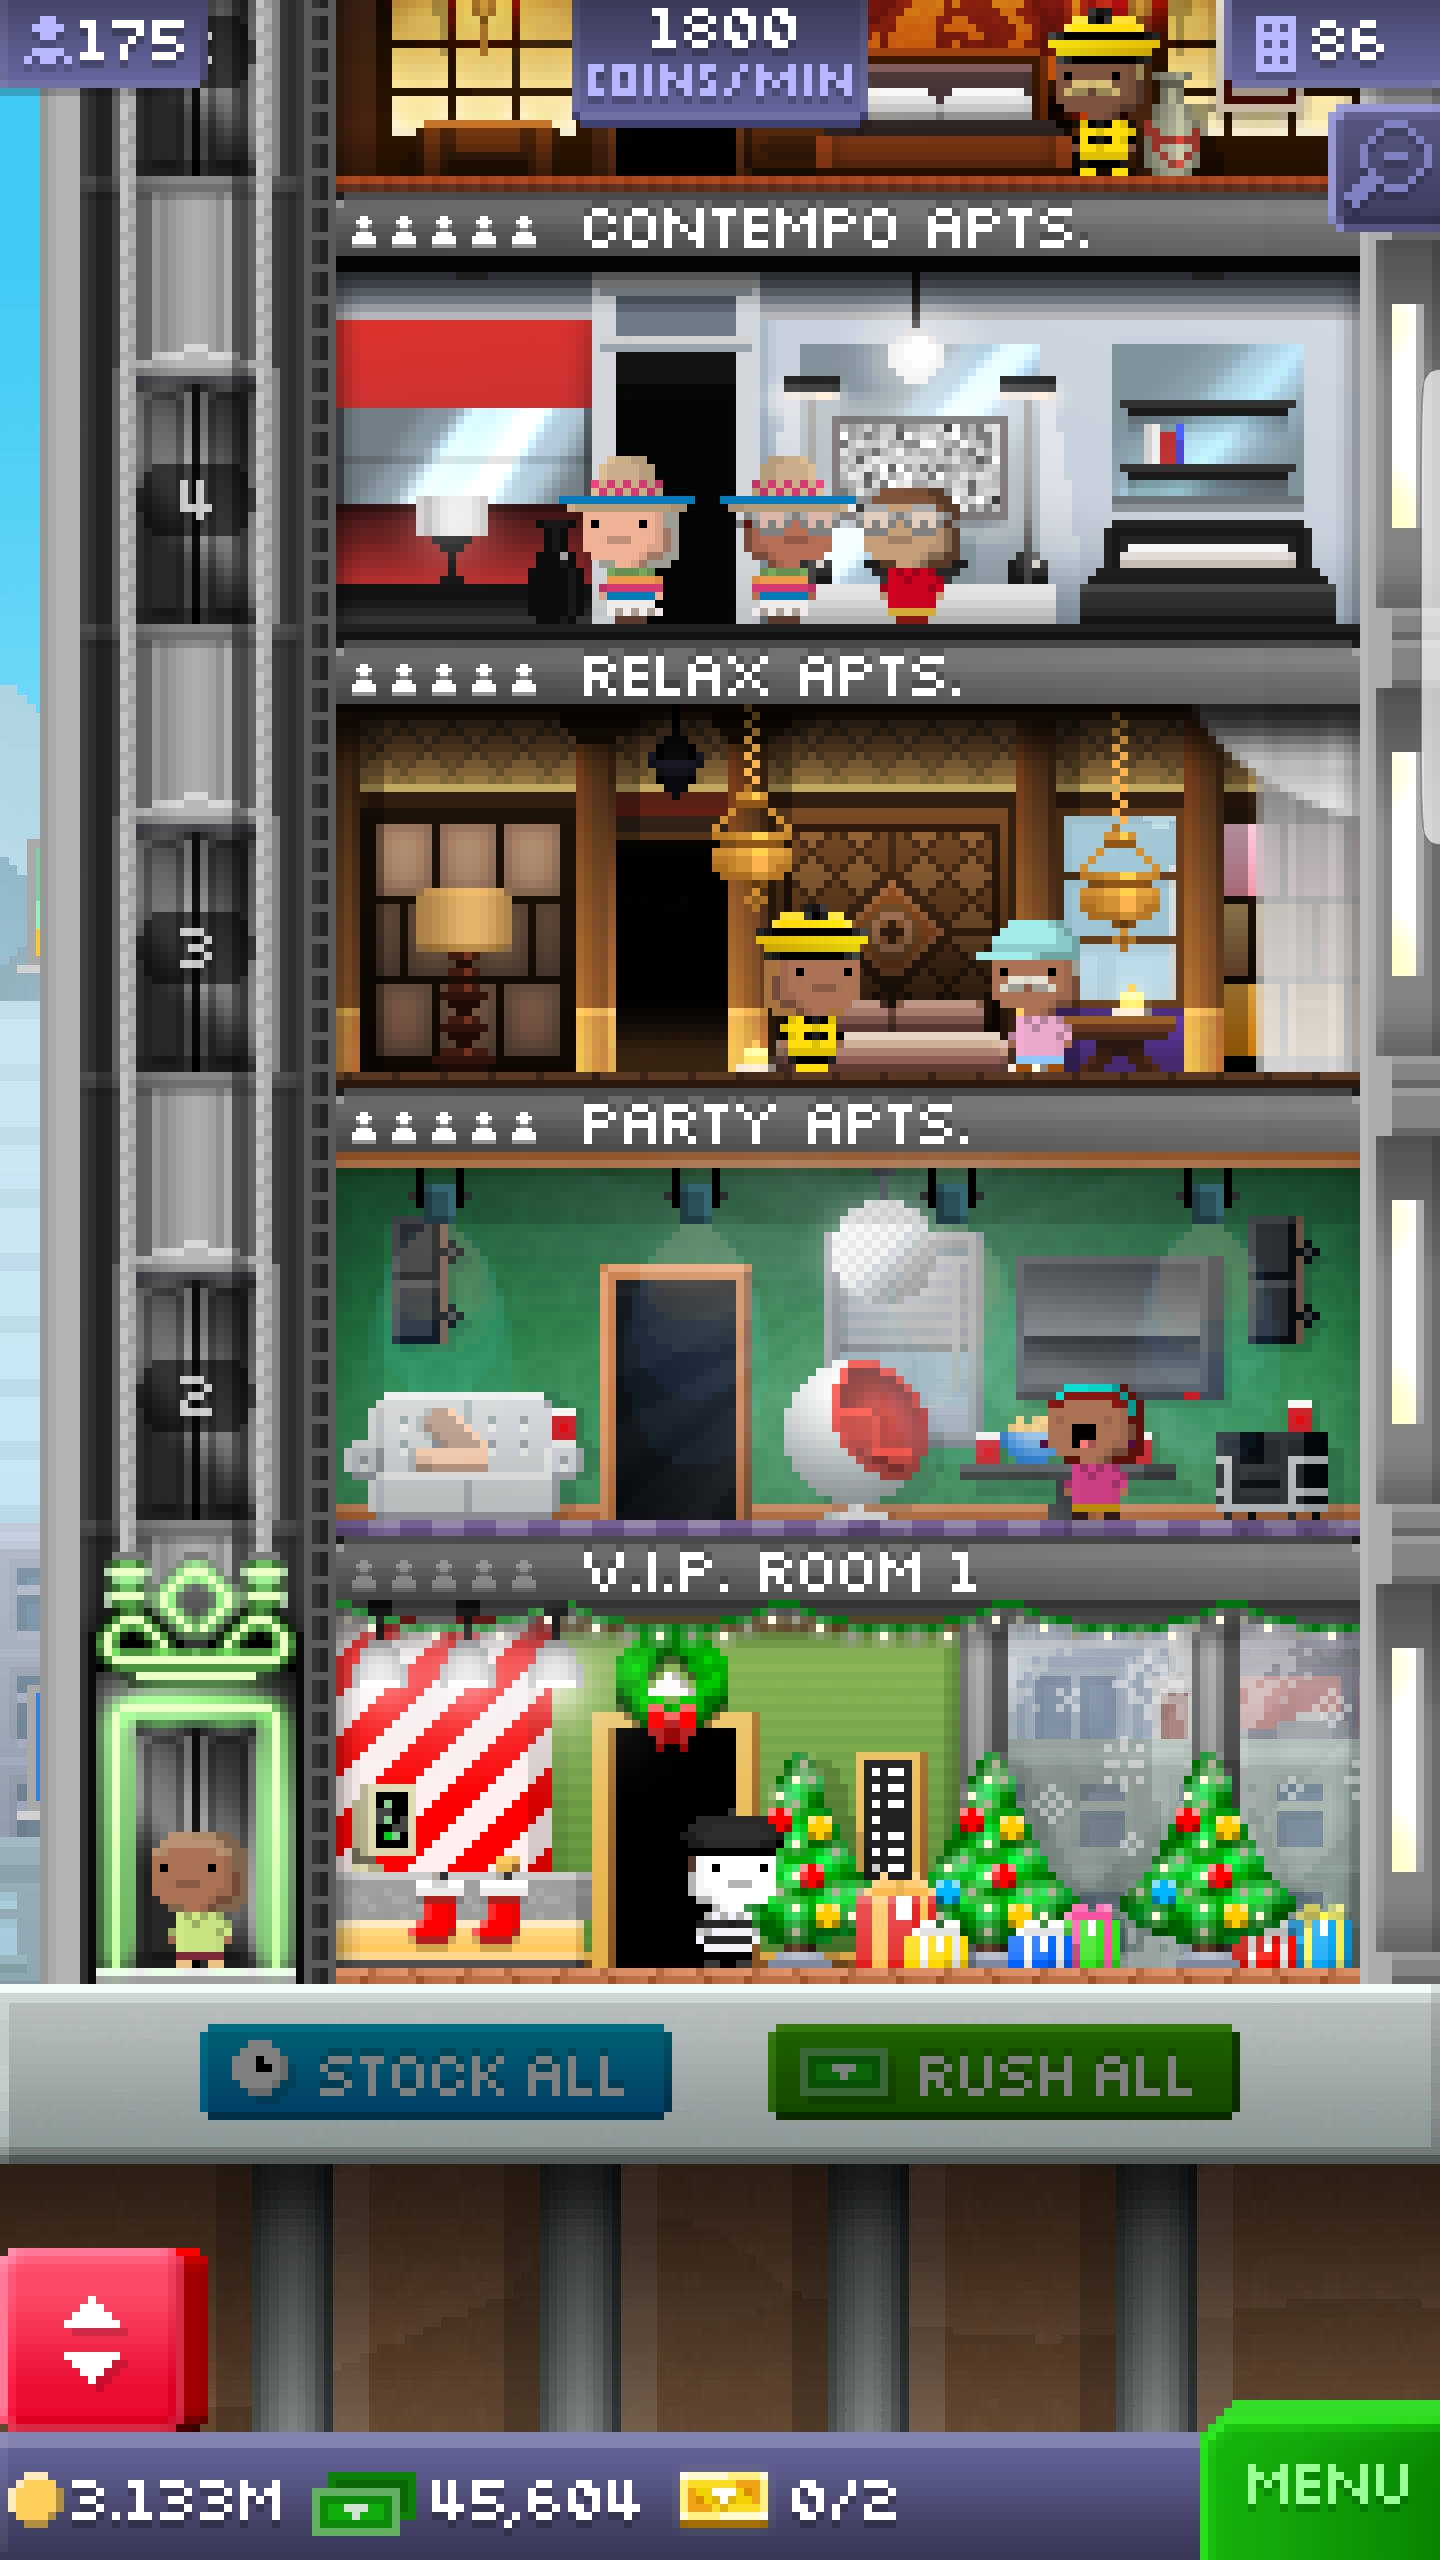 175
1800
COINS/MIN
86
CONTEMPO APTS.
4
RELAX APTS.
3
PARTY APTS.
2
V.I.P. ROOM 1
STOCK ALL
RUSH ALL
3.133M
45,604
0/2
MENU